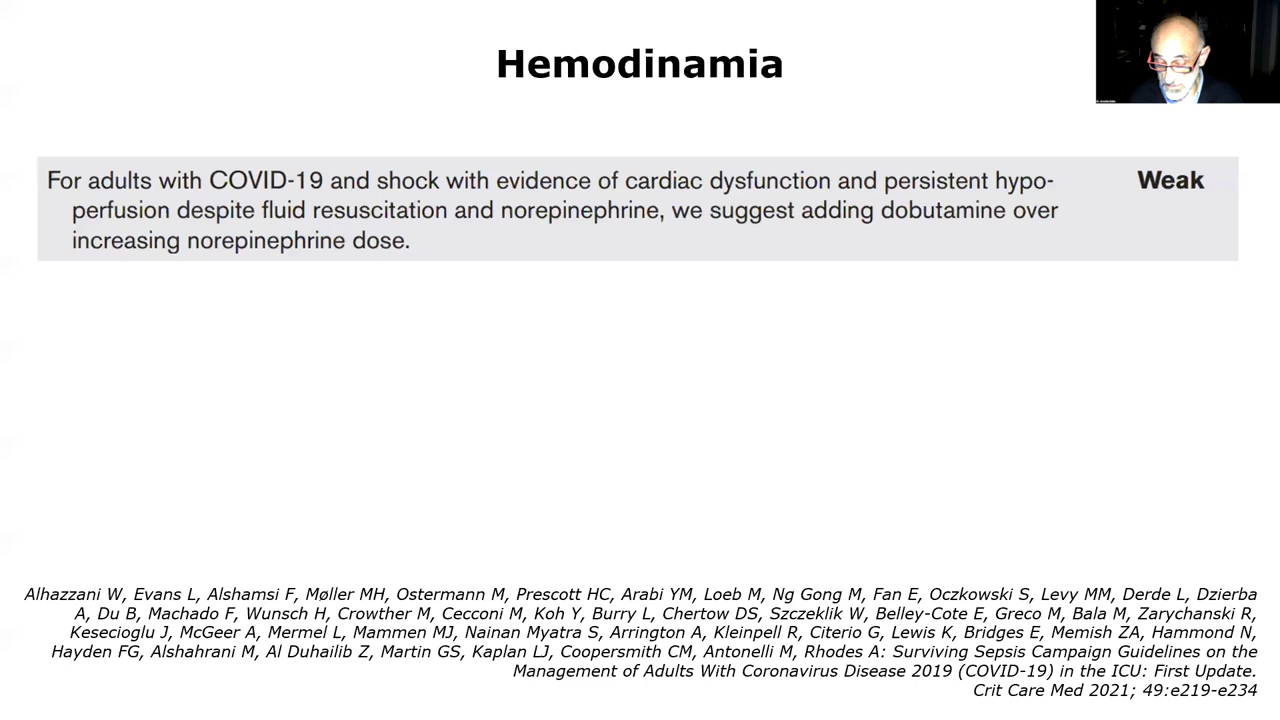 Hemodinamia
For adults with COVID-19 and shock with evidence of cardiac dysfunction and persistent hypo- Weak
perfusion despite fluid resuscitation and norepinephrine, we suggest adding dobutamine over
increasing norepinephrine dose.
Alhazzani W, Evans L, Alshamsi F, Møller MH, Ostermann M, Prescott HC, Arabi YM, Loeb M, Ng Gong M, Fan E, Oczkowski S, Levy MM, Derde L, Dzierba
A, Du B, Machado F, Wunsch H, Crowther M, Cecconi M, Koh Y, Burry L, Chertow DS, Szczeklik W, Belley-Cote E, Greco M, Bala M, Zarychanski R,
Kesecioglu J, McGeer A, Mermel L, Mammen MJ, Nainan Myatra S, Arrington A, Kleinpell R, Citerio G, Lewis K, Bridges E, Memish ZA, Hammond N,
Hayden FG, Alshahrani M, Al Duhailib Z, Martin GS, Kaplan LJ, Coopersmith CM, Antonelli M, Rhodes A: Surviving Sepsis Campaign Guidelines on the
Management of Adults With Coronavirus Disease 2019 (COVID-19) in the ICU: First Update.
Crit Care Med 2021; 49:e219-e234